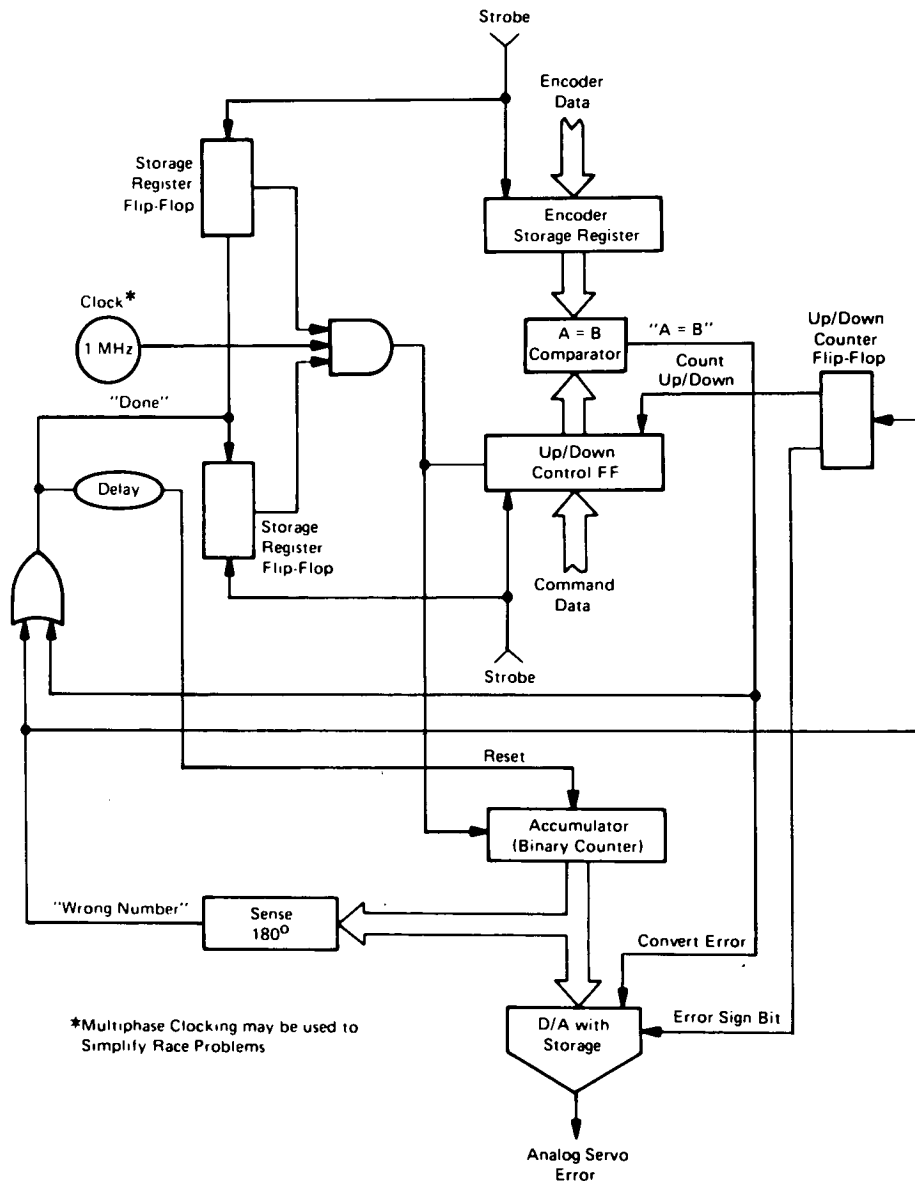 Strobe
Encoder
Data
Storage
Register
Flip-Flop
Encoder
Storage Register
Clock*
1 MHz
A = B
Comparator
"A = B"
Up/Down
Counter
Flip-Flop
Count
Up/Down
"Done"
Up/Down
Control FF
Delay
Storage
Register
Flip-Flop
Command
Data
Strobe
Reset
Accumulator
(Binary Counter)
"Wrong Number"
Sense
180°
Convert Error
*Multiphase Clocking may be used to
Simplify Race Problems
D/A with
Storage
Error Sign Bit
Analog Servo
Error